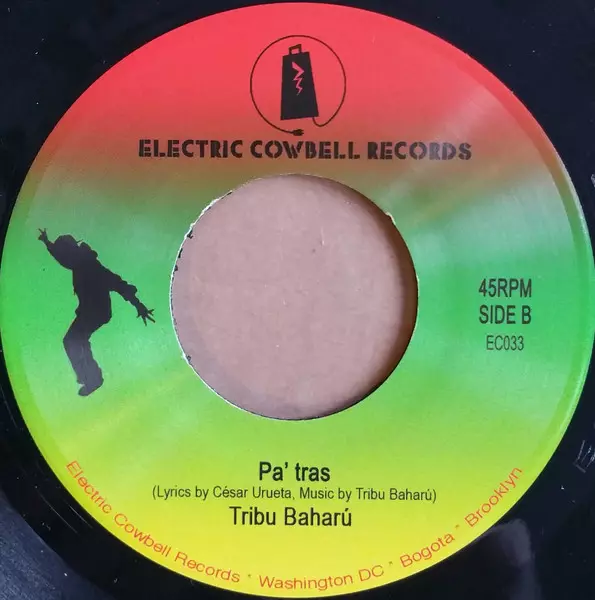 ELECTRIC COWBELL RECORDS
45RPM
SIDE B
EC033
Pa' tras
(Lyrics by César Urueta, Music by Tribu Baharú)
Tribu Baharú
Electric Cowbell Records * Washington DC * Bogota * Brooklyn